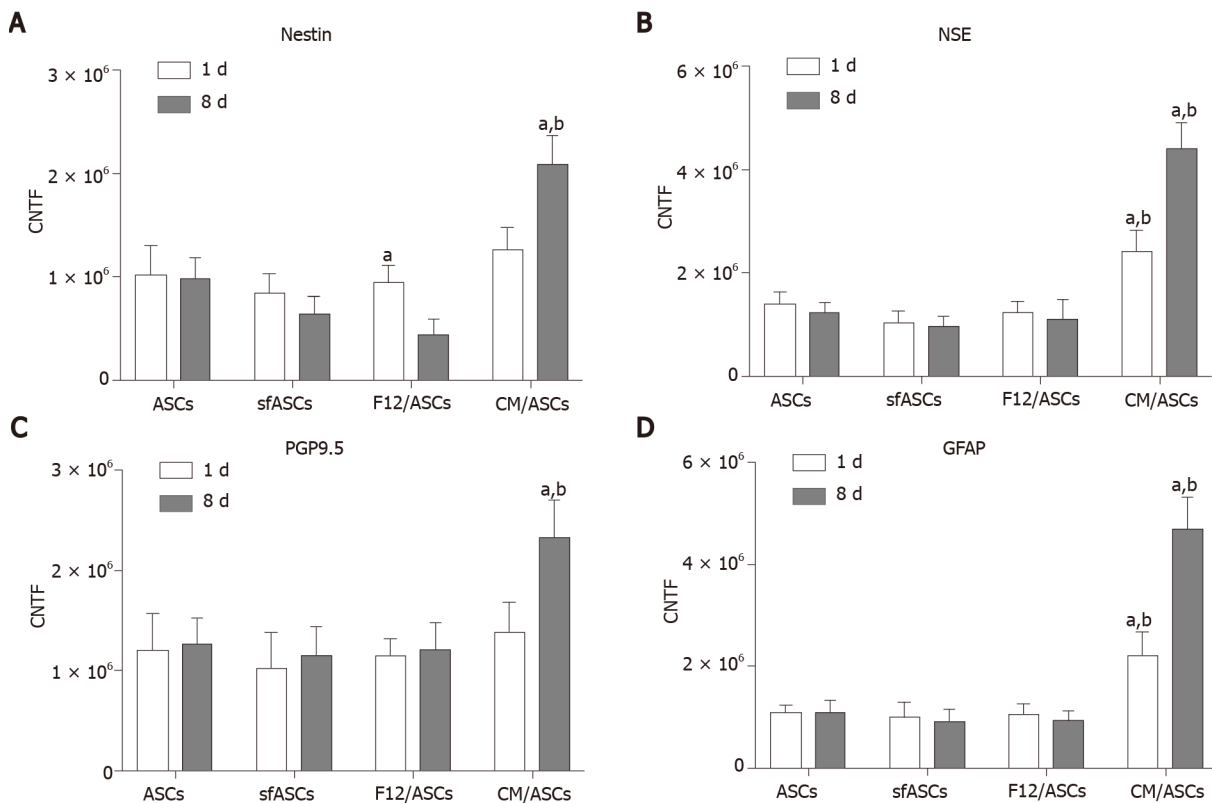 A
Nestin
1 d
8 d
3 × 10⁶
2 × 10⁶
1 × 10⁶
0
CNTF
a
a,b
ASCs
sfASCs
F12/ASCs
CM/ASCs
B
NSE
1 d
8 d
6 × 10⁶
4 × 10⁶
2 × 10⁶
0
CNTF
a,b
a,b
ASCs
sfASCs
F12/ASCs
CM/ASCs
C
PGP9.5
1 d
8 d
3 × 10⁶
2 × 10⁶
1 × 10⁶
0
CNTF
a,b
ASCs
sfASCs
F12/ASCs
CM/ASCs
D
GFAP
1 d
8 d
6 × 10⁶
4 × 10⁶
2 × 10⁶
0
CNTF
a,b
a,b
ASCs
sfASCs
F12/ASCs
CM/ASCs